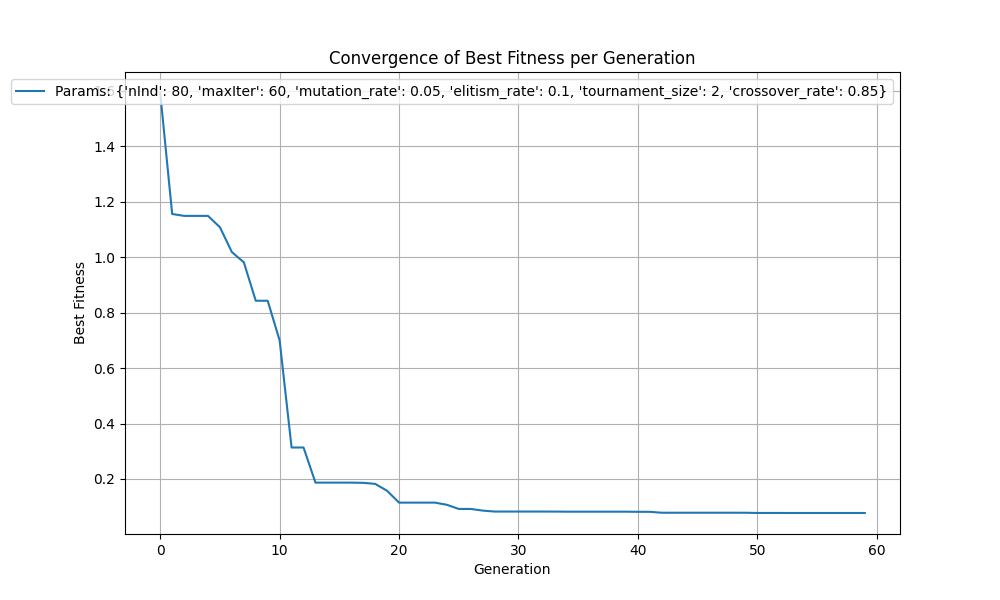 Convergence of Best Fitness per Generation
Params: {'nInd': 80, 'maxIter': 60, 'mutation_rate': 0.05, 'elitism_rate': 0.1, 'tournament_size': 2, 'crossover_rate': 0.85}
1.4
1.2
1.0
0.8
0.6
0.4
0.2
Best Fitness
0 10 20 30 40 50 60
Generation